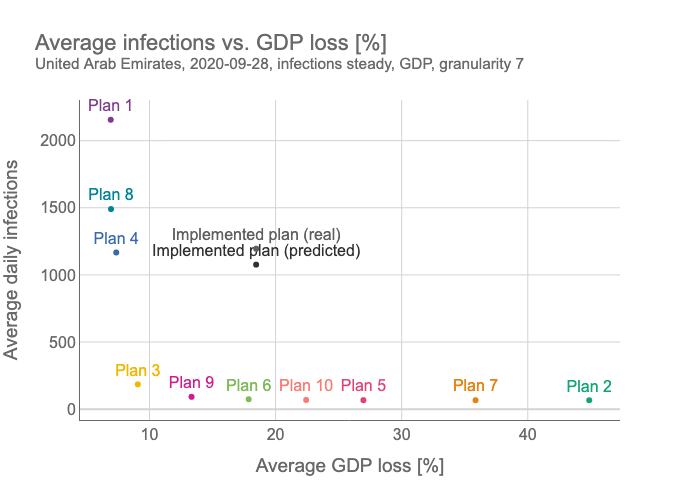 Average infections vs. GDP loss [%]
United Arab Emirates, 2020-09-28, infections steady, GDP, granularity 7
Plan 1
2000
Plan 8
1500
Plan 4
Implemented plan (real)
Implemented plan (predicted)
1000
500
Plan 3
Plan 9
Plan 6
Plan 10
Plan 5
Plan 7
Plan 2
0
10
20
30
40
Average daily infections
Average GDP loss [%]